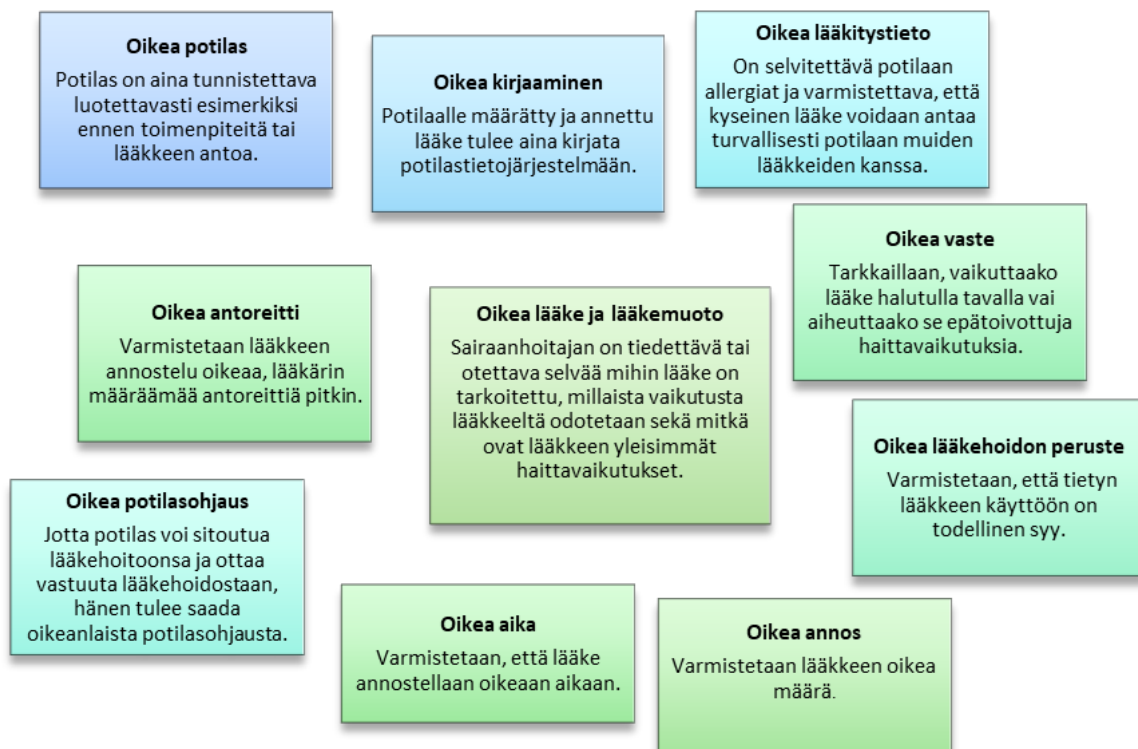 Oikea potilas
Potilas on aina tunnistettava
luotettavasti esimerkiksi
ennen toimenpiteitä tai
lääkkeen antoa.
Oikea kirjaaminen
Potilaalle määrätty ja annettu
lääke tulee aina kirjata
potilastietojärjestelmään.
Oikea lääkitystieto
On selvitettävä potilaan
allergiat ja varmistettava, että
kyseinen lääke voidaan antaa
turvallisesti potilaan muiden
lääkkeiden kanssa.
Oikea antoreitti
Varmistetaan lääkkeen
annostelu oikeaa, lääkärin
määräämää antoreittiä pitkin.
Oikea lääke ja lääkemuoto
Sairaanhoitajan on tiedettävä tai
otettava selvää mihin lääke on
tarkoitettu, millaista vaikutusta
lääkkeeltä odotetaan sekä mitkä
ovat lääkkeen yleisimmät
haittavaikutukset.
Oikea vaste
Tarkkaillaan, vaikuttaako
lääke halutulla tavalla vai
aiheuttaako se epätoivottuja
haittavaikutuksia.
Oikea lääkehoidon peruste
Varmistetaan, että tietyn
lääkkeen käyttöön on
todellinen syy.
Oikea potilasohjaus
Jotta potilas voi sitoutua
lääkehoitoonsa ja ottaa
vastuuta lääkehoidostaan,
hänen tulee saada
oikeanlaista potilasohjausta.
Oikea aika
Varmistetaan, että lääke
annostellaan oikeaan aikaan.
Oikea annos
Varmistetaan lääkkeen oikea
määrä.